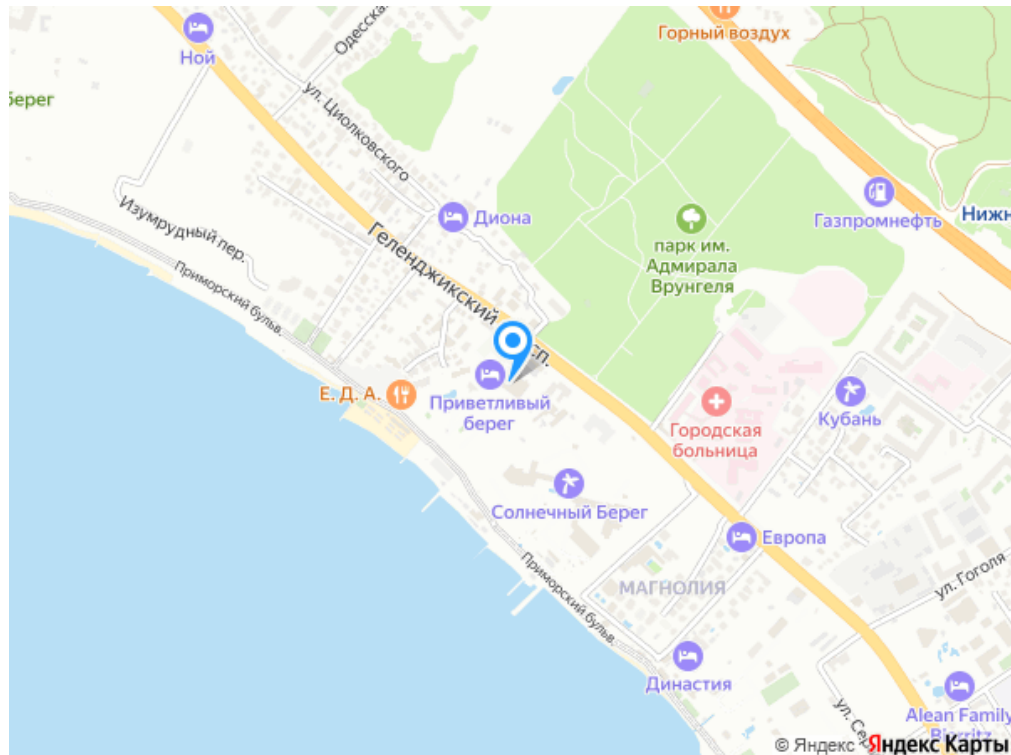 Горный воздух
Ной
Одесская
берег
ул. Циолковского
Газпромнефть
Нижн
Диона
парк им.
Адмирала
Врунгеля
Изумрудный пер.
Геленджикский
сп.
Приморский бульв.
Е. Д. А.
Приветливый
берег
Городская
больница
Кубань
Солнечный Берег
Европа
Приморский бульв.
МАГНОЛИЯ
ул. Гоголя
Династия
ул. Сер
Alean Family
Biarritz
© Яндекс Яндекс Карты